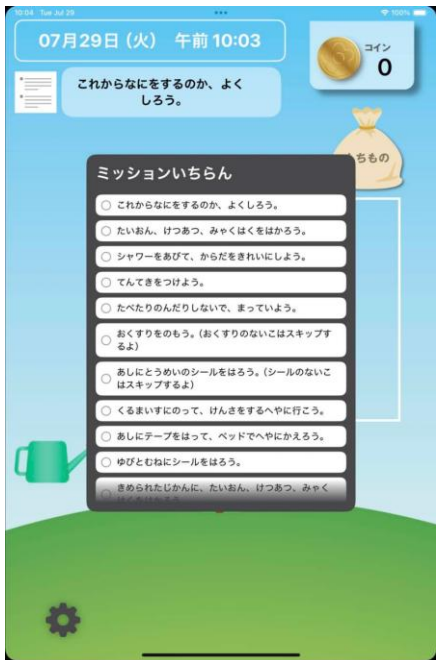 10:04 Tue Jul 29
100%
07月29日（火） 午前 10:03
コイン
0
これからなにをするのか、よく
しろう。
ちもの
ミッションいちらん
これからなにをするのか、よくしろう。
たいおん、けつあつ、みゃくはくをはかろう。
シャワーをあびて、からだをきれいにしよう。
てんてきをつけよう。
たべたりのんだりしないで、まっていよう。
おくすりをのもう。（おくすりのないこはスキップす
るよ）
あしにとうめいのシールをはろう。（シールのないこ
はスキップするよ）
くるまいすにのって、けんさをするへやに行こう。
あしにテープをはって、ベッドでへやにかえろう。
ゆびとむねにシールをはろう。
きめられたじかんに、たいおん、けつあつ、みゃく